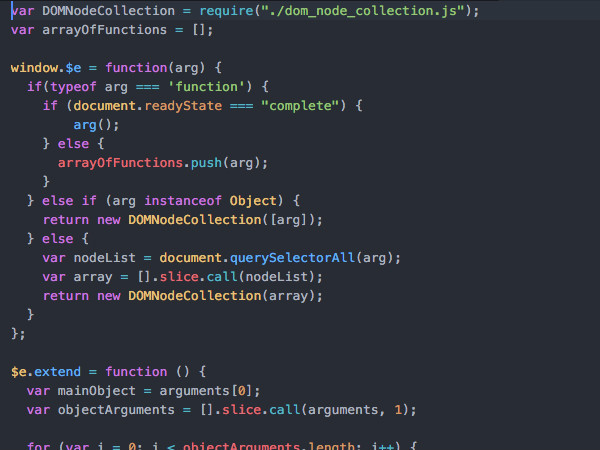 var DOMNodeCollection = require("./dom_node_collection.js");
var arrayOfFunctions = [];
window.$e = function(arg) {
if(typeof arg === 'function') {
if (document.readyState === "complete") {
arg();
} else {
arrayOfFunctions.push(arg);
}
} else if (arg instanceof Object) {
return new DOMNodeCollection([arg]);
} else {
var nodeList = document.querySelectorAll(arg);
var array = [].slice.call(nodeList);
return new DOMNodeCollection(array);
}
};
$e.extend = function () {
var mainObject = arguments[0];
var objectArguments = [].slice.call(arguments, 1);
for (var i = 0; i < objectArguments.length; i++) {